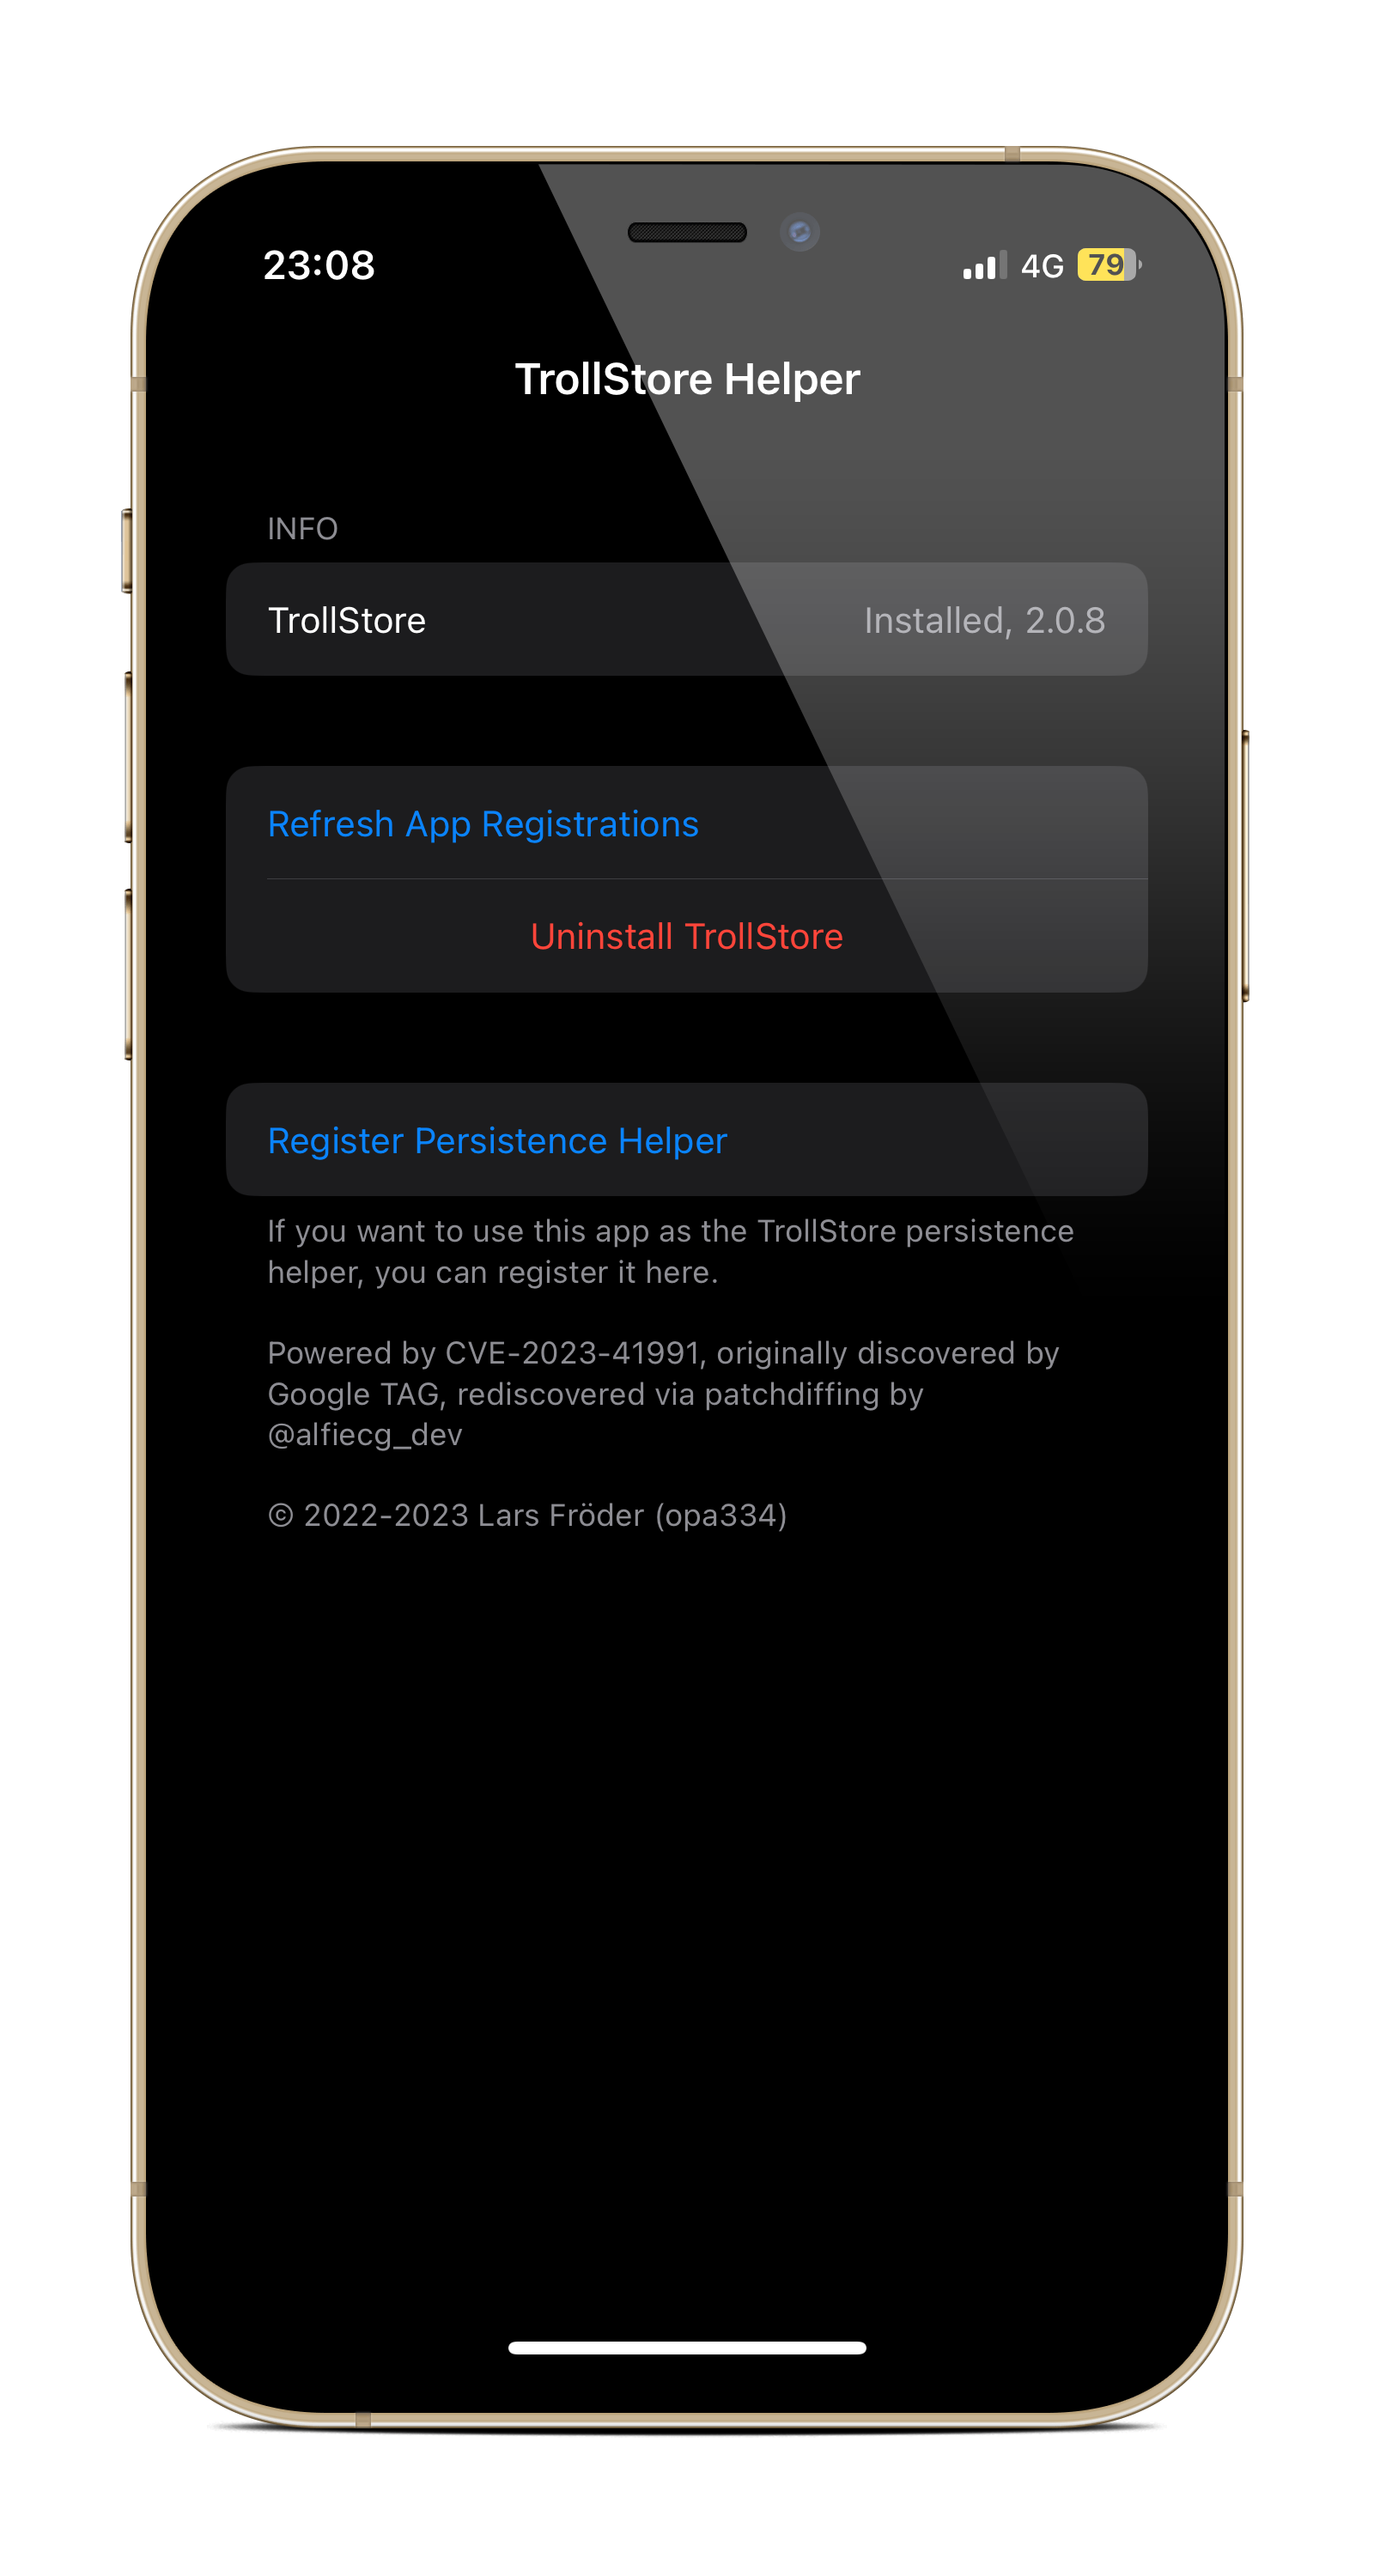 23:08
4G 79
TrollStore Helper
INFO
TrollStore Installed, 2.0.8
Refresh App Registrations
Uninstall TrollStore
Register Persistence Helper
If you want to use this app as the TrollStore persistence
helper, you can register it here.
Powered by CVE-2023-41991, originally discovered by
Google TAG, rediscovered via patchdiffing by
@alfiecg_dev
© 2022-2023 Lars Fröder (opa334)